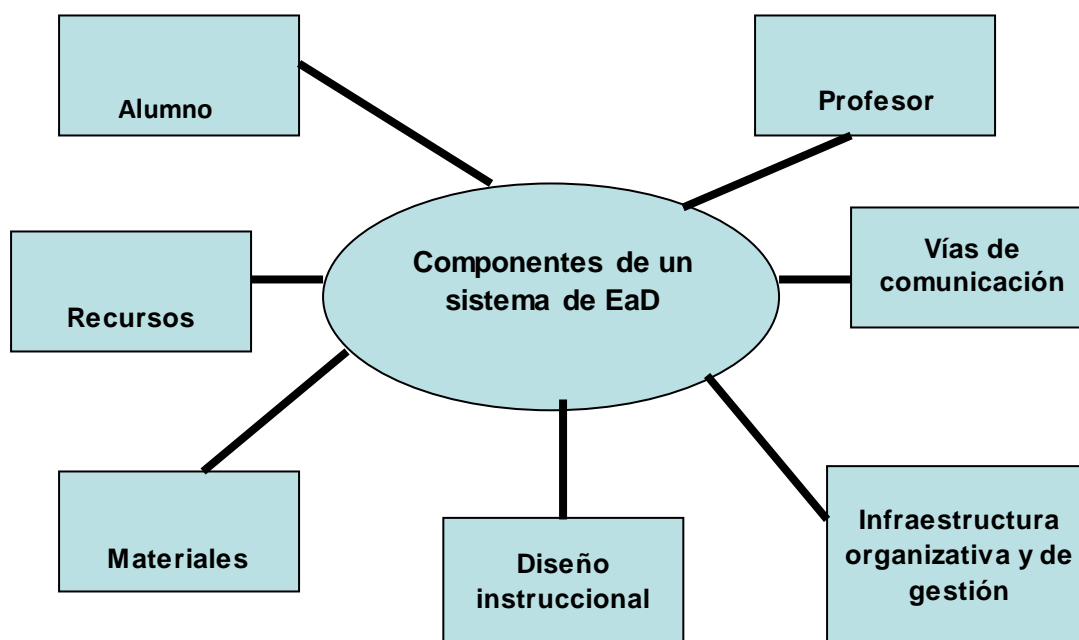 Alumno
Profesor
Componentes de un
sistema de EaD
Vías de
comunicación
Recursos
Materiales
Diseño
instruccional
Infraestructura
organizativa y de
gestión